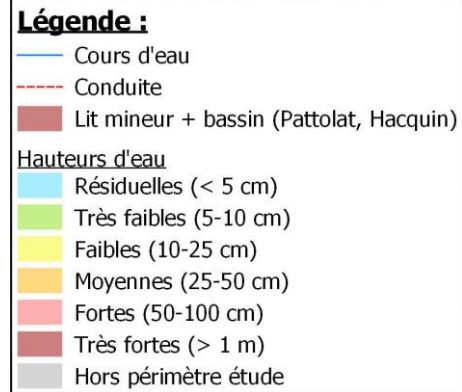 Légende :
Cours d'eau
Conduite
Lit mineur + bassin (Pattolat, Hacquin)
Hauteurs d'eau
Résiduelles (< 5 cm)
Très faibles (5-10 cm)
Faibles (10-25 cm)
Moyennes (25-50 cm)
Fortes (50-100 cm)
Très fortes (> 1 m)
Hors périmètre étude